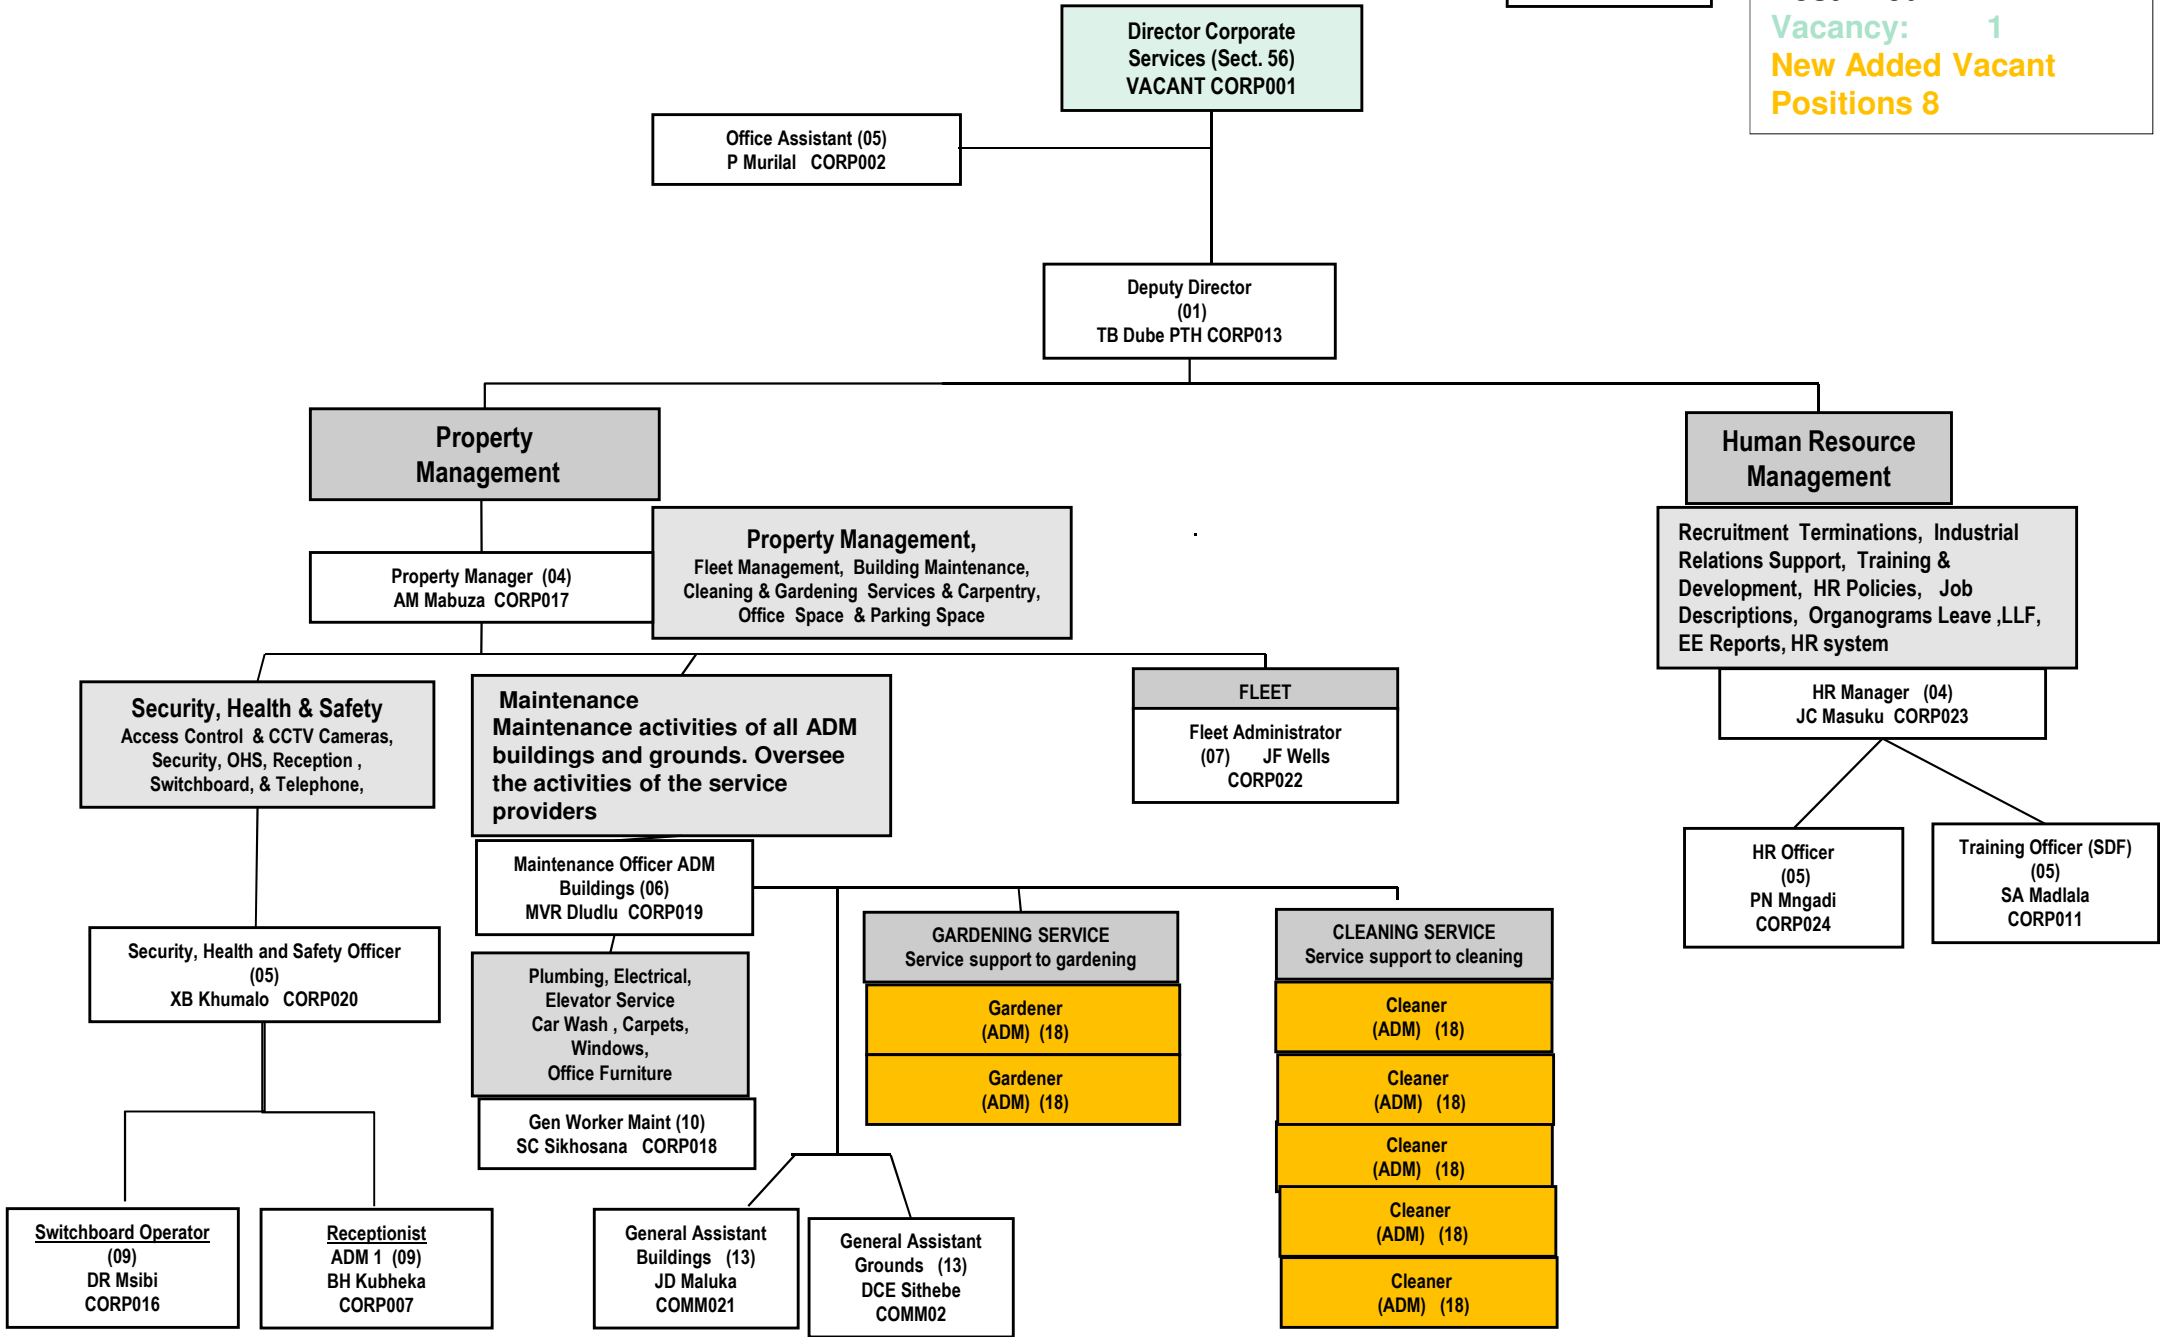 Vacancy: 1
New Added Vacant
Positions 8
Director Corporate
Services (Sect. 56)
VACANT CORP001
Office Assistant (05)
P Murilal CORP002
Deputy Director
(01)
TB Dube PTH CORP013
Property
Management
Human Resource
Management
Property Manager (04)
AM Mabuza CORP017
Property Management,
Fleet Management, Building Maintenance,
Cleaning & Gardening Services & Carpentry,
Office Space & Parking Space
Recruitment Terminations, Industrial
Relations Support, Training &
Development, HR Policies, Job
Descriptions, Organograms Leave ,LLF,
EE Reports, HR system
HR Manager (04)
JC Masuku CORP023
Security, Health & Safety
Access Control & CCTV Cameras,
Security, OHS, Reception ,
Switchboard, & Telephone,
Maintenance
Maintenance activities of all ADM
buildings and grounds. Oversee
the activities of the service
providers
FLEET
Fleet Administrator
(07) JF Wells
CORP022
HR Officer
(05)
PN Mngadi
CORP024
Training Officer (SDF)
(05)
SA Madlala
CORP011
Maintenance Officer ADM
Buildings (06)
MVR Dludlu CORP019
Security, Health and Safety Officer
(05)
XB Khumalo CORP020
Plumbing, Electrical,
Elevator Service
Car Wash , Carpets,
Windows,
Office Furniture
Gen Worker Maint (10)
SC Sikhosana CORP018
GARDENING SERVICE
Service support to gardening
Gardener
(ADM) (18)
Gardener
(ADM) (18)
CLEANING SERVICE
Service support to cleaning
Cleaner
(ADM) (18)
Cleaner
(ADM) (18)
Cleaner
(ADM) (18)
Cleaner
(ADM) (18)
Cleaner
(ADM) (18)
Switchboard Operator
(09)
DR Msibi
CORP016
Receptionist
ADM 1 (09)
BH Kubheka
CORP007
General Assistant
Buildings (13)
JD Maluka
COMM021
General Assistant
Grounds (13)
DCE Sithebe
COMM02